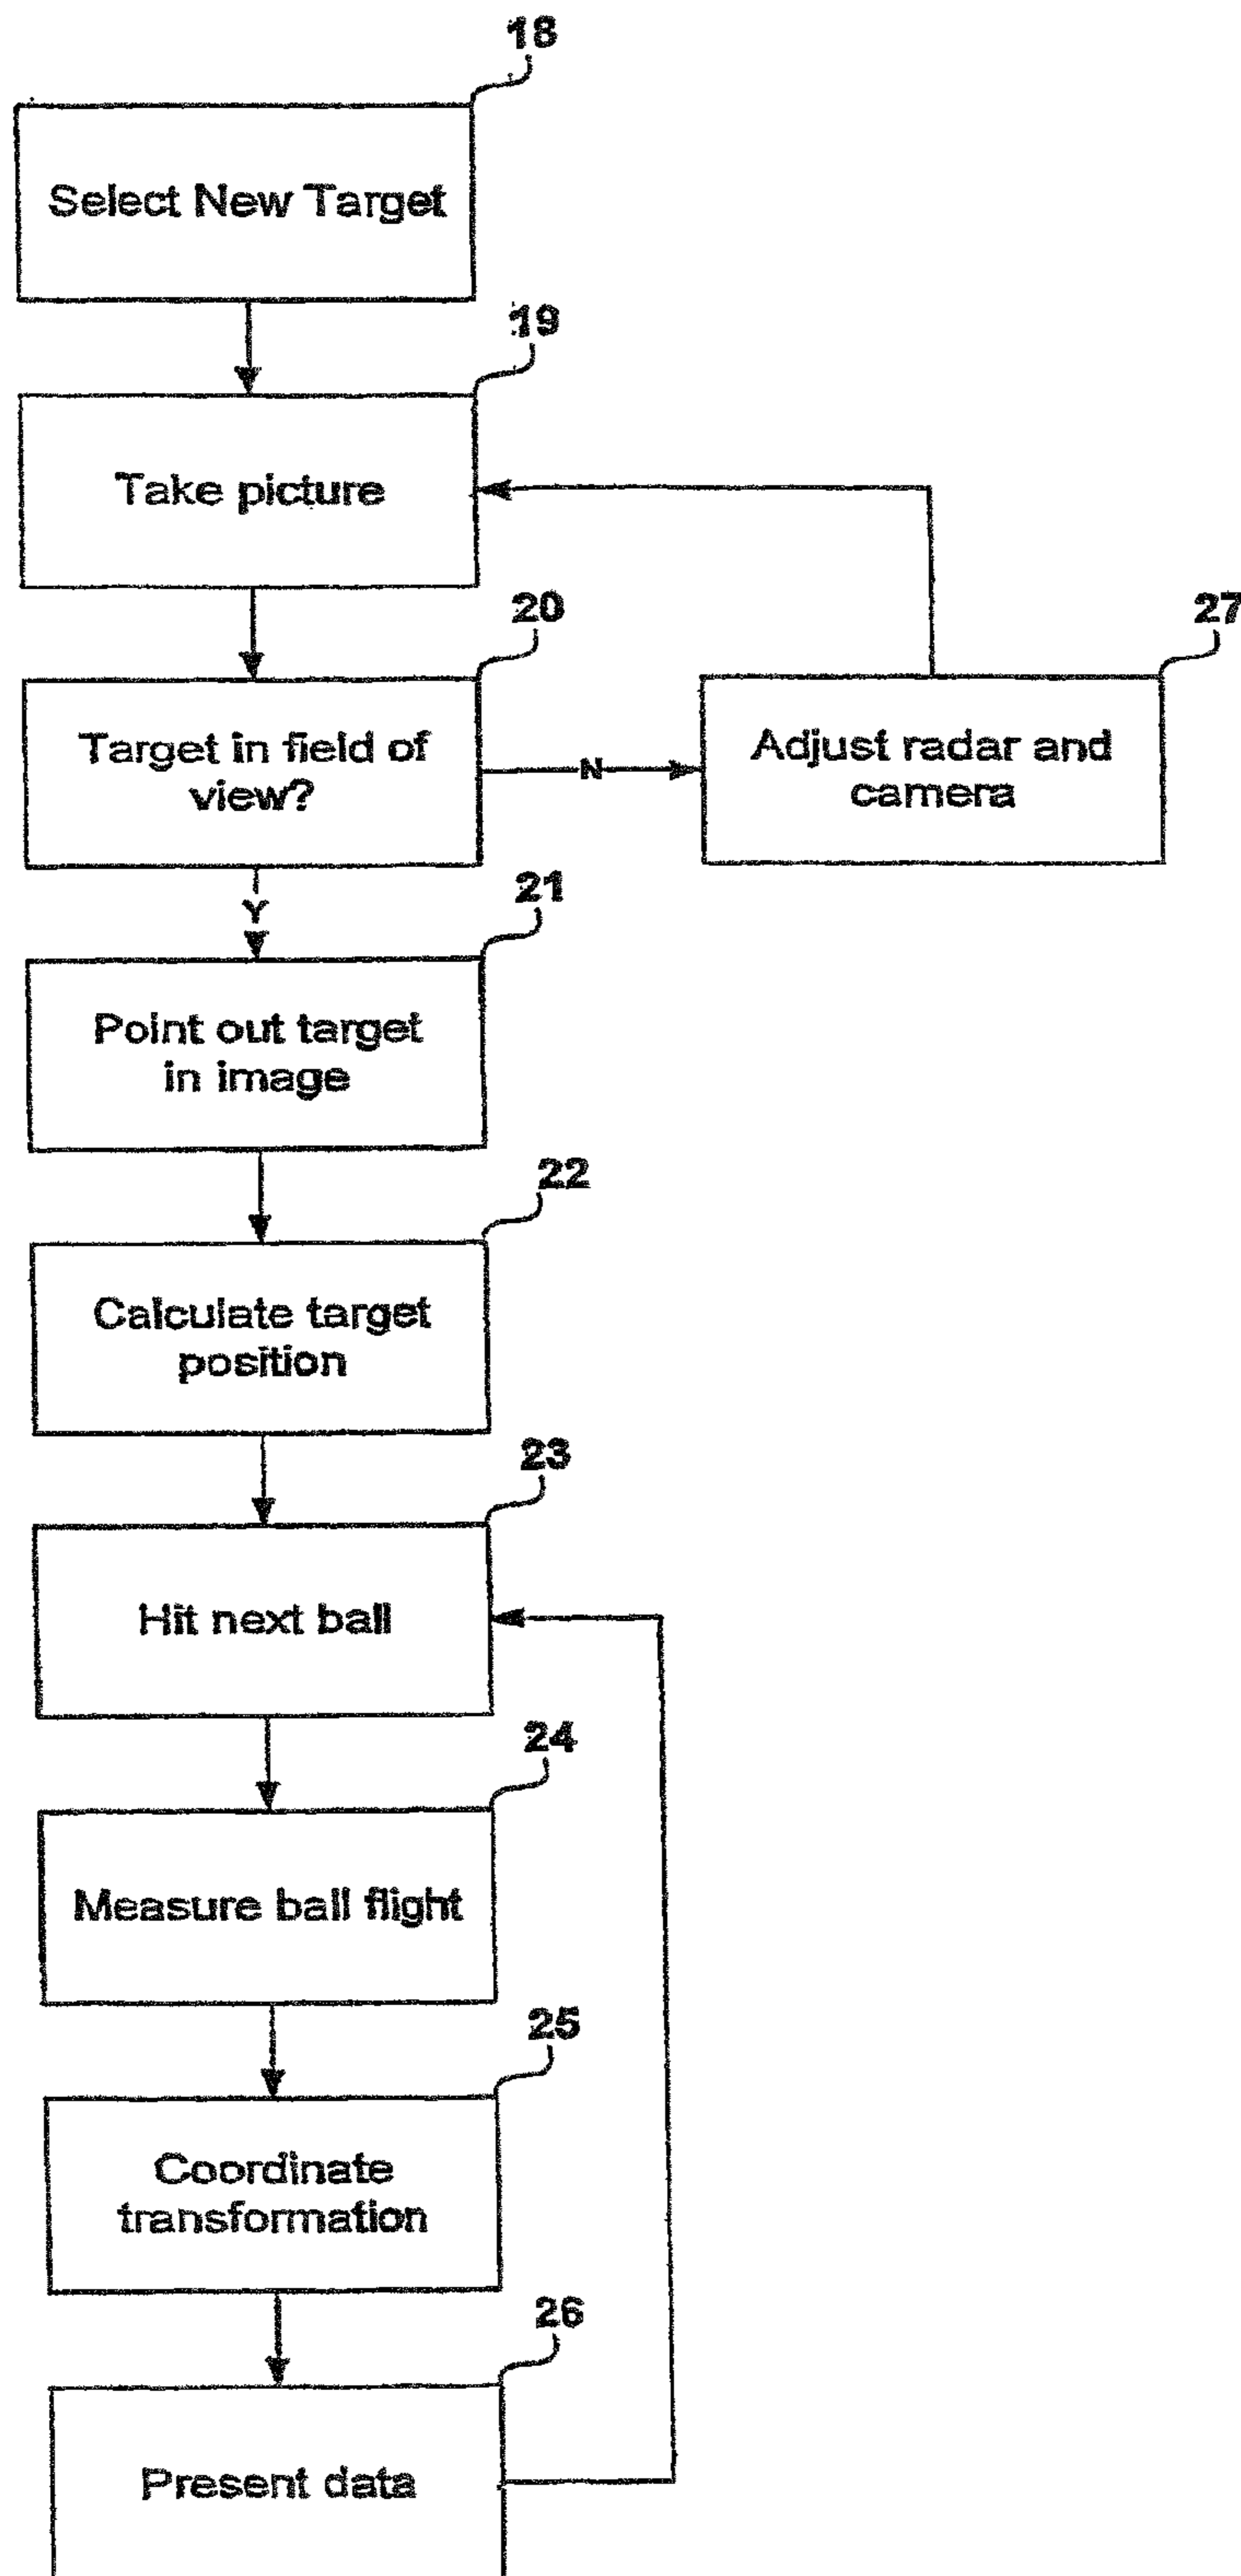 18
Select New Target
19
Take picture
20
Target in field of
view?
N
27
Adjust radar and
camera
Y
21
Point out target
in image
22
Calculate target
position
23
Hit next ball
24
Measure ball flight
25
Coordinate
transformation
26
Present data